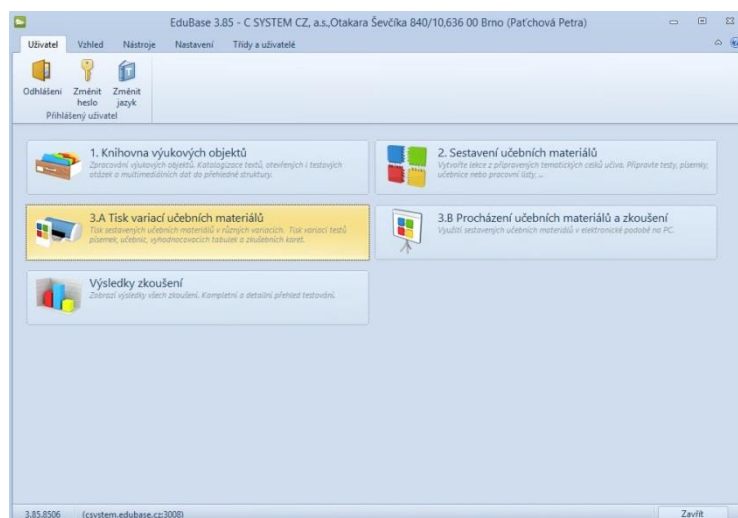 EduBase 3.85 - C SYSTEM CZ, a.s.,Otakara Ševčíka 840/10,636 00 Brno (Paťchová Petra)
Uživatel Vzhled Nástroje Nastavení Třídy a uživatelé
Odhlášení Změnit heslo Změnit jazyk
Přihlášený uživatel
1. Knihovna výukových objektů
Zpracování výukových objektů. Katalogizace textů, otevřených i testových
otázek a multimediálních dat do přehledné struktury.
2. Sestavení učebních materiálů
Vytvořte lekce z připravených tematických celků učiva. Připravte testy, písemky,
učebnice nebo pracovní listy, ...
3.A Tisk variací učebních materiálů
Tisk sestavených učebních materiálů v různých variacích. Tisk variací testů
písemek, učebnic, vyhodnocovacích tabulek a zkušebních karet.
3.B Procházení učebních materiálů a zkoušení
Využití sestavených učebních materiálů v elektronické podobě na PC.
Výsledky zkoušení
Zobrazí výsledky všech zkoušení. Kompletní a detailní přehled testování.
3.85.8506 (csystem.edubase.cz:3008) Zavřít